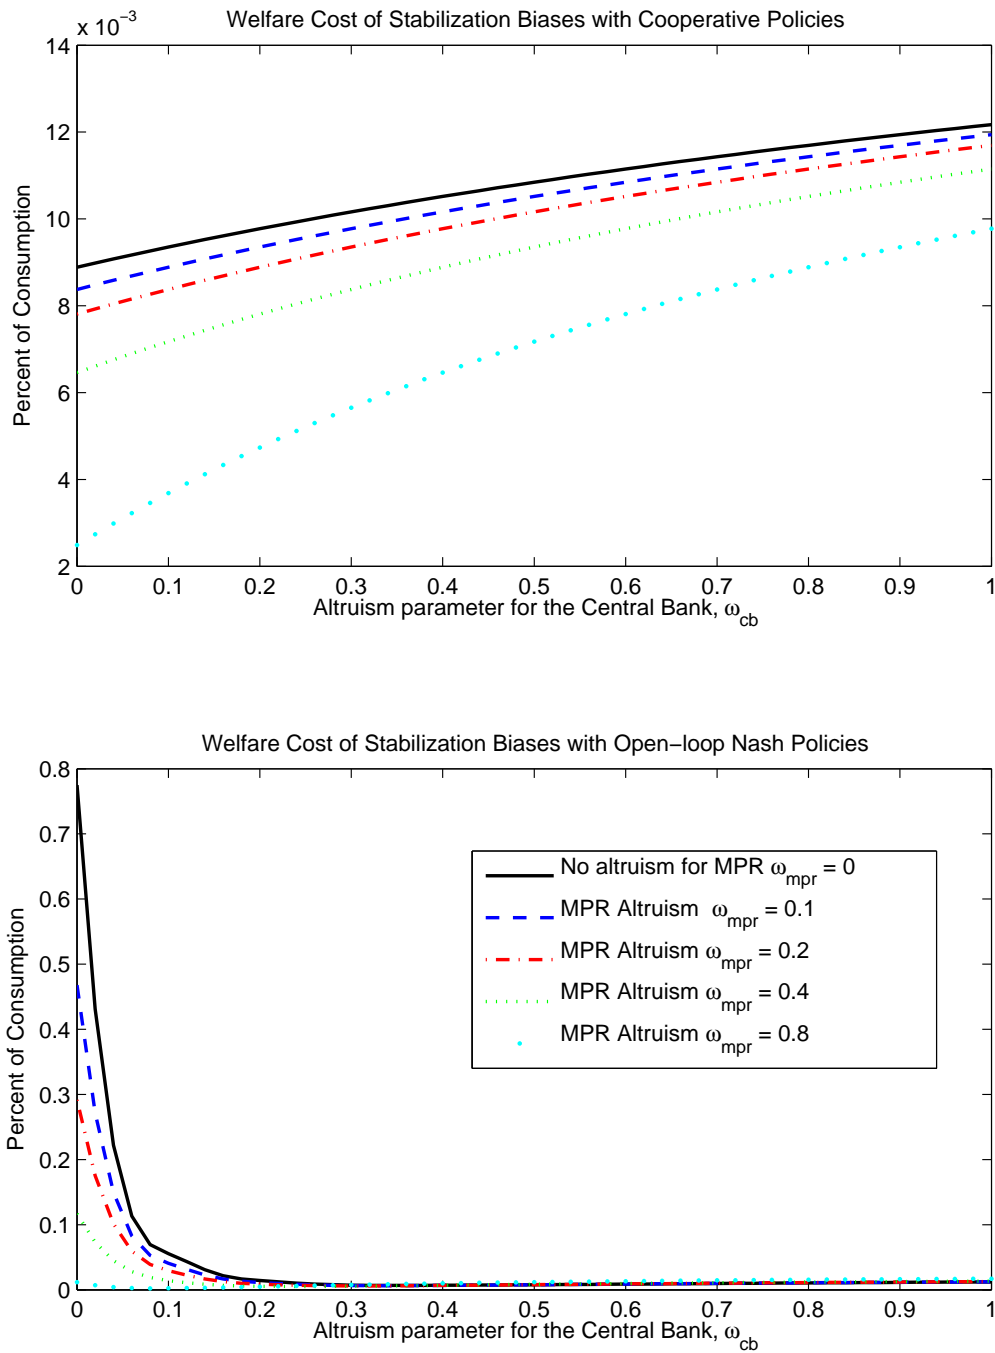 Welfare Cost of Stabilization Biases with Cooperative Policies
x 10⁻³
14
12
10
8
6
4
2
Percent of Consumption
0 0.1 0.2 0.3 0.4 0.5 0.6 0.7 0.8 0.9 1
Altruism parameter for the Central Bank, ω_cb
Welfare Cost of Stabilization Biases with Open−loop Nash Policies
0.8
0.7
0.6
0.5
0.4
0.3
0.2
0.1
0
Percent of Consumption
No altruism for MPR ω_mpr = 0
MPR Altruism ω_mpr = 0.1
MPR Altruism ω_mpr = 0.2
MPR Altruism ω_mpr = 0.4
MPR Altruism ω_mpr = 0.8
0 0.1 0.2 0.3 0.4 0.5 0.6 0.7 0.8 0.9 1
Altruism parameter for the Central Bank, ω_cb